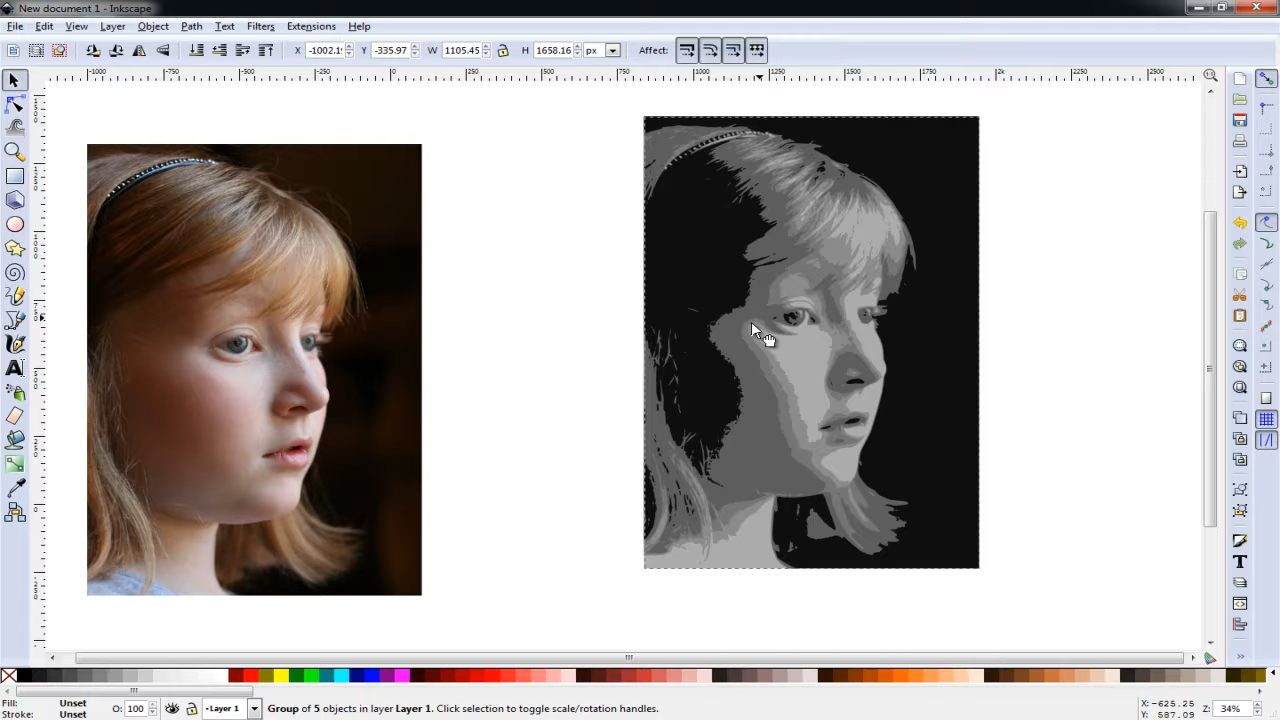 New document 1 - Inkscape
File Edit View Layer Object Path Text Filters Extensions Help
X -1002.1 Y -335.97 W 1105.45 H 1658.16 px Affect:
-1000 -750 -500 -250 0 250 500 750 1000 1250 1500 1750 2k 2250 2500
Fill: Unset O: 100 Layer 1 Group of 5 objects in layer Layer 1. Click selection to toggle scale/rotation handles. X: -625.25 Z: 34%
Stroke: Unset Y: 587.09